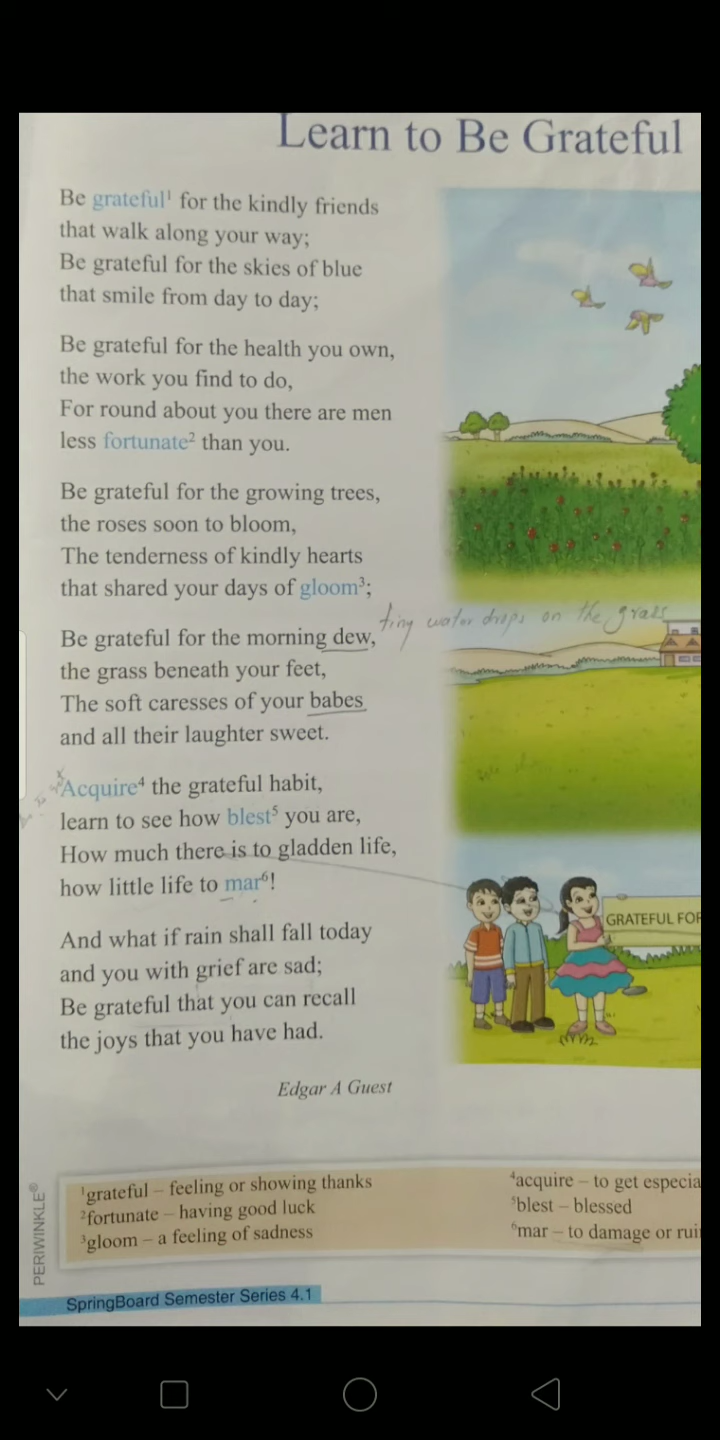 Learn to Be Grateful
Be grateful¹ for the kindly friends
that walk along your way;
Be grateful for the skies of blue
that smile from day to day;
Be grateful for the health you own,
the work you find to do,
For round about you there are men
less fortunate² than you.
Be grateful for the growing trees,
the roses soon to bloom,
The tenderness of kindly hearts
that shared your days of gloom³;
Be grateful for the morning dew,
tiny water drops on the grass
the grass beneath your feet,
The soft caresses of your babes
and all their laughter sweet.
Acquire⁴ the grateful habit,
learn to see how blest⁵ you are,
How much there is to gladden life,
how little life to mar⁶!
And what if rain shall fall today
and you with grief are sad;
Be grateful that you can recall
the joys that you have had.
Edgar A Guest
GRATEFUL FOR
¹grateful – feeling or showing thanks
²fortunate – having good luck
³gloom – a feeling of sadness
⁴acquire – to get especia
⁵blest – blessed
⁶mar – to damage or rui
PERIWINKLE®
SpringBoard Semester Series 4.1